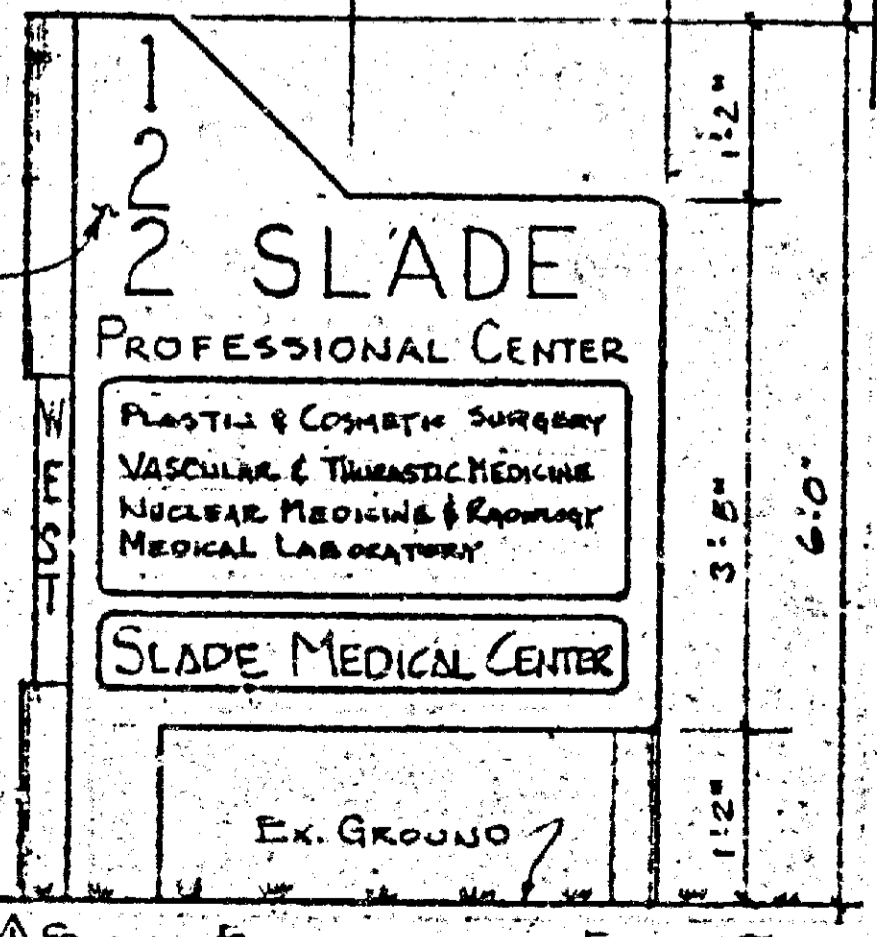 1
2
2 SLADE
PROFESSIONAL CENTER
PLASTIC & COSMETIC SURGERY
VASCULAR & MEDICINE
NUCLEAR MEDICINE & RADIOLOGY
MEDICAL LABORATORY
SLADE MEDICAL CENTER
WEST
EX. GROUND
1'-2"
3'-8"
1'-2"
6'-0"